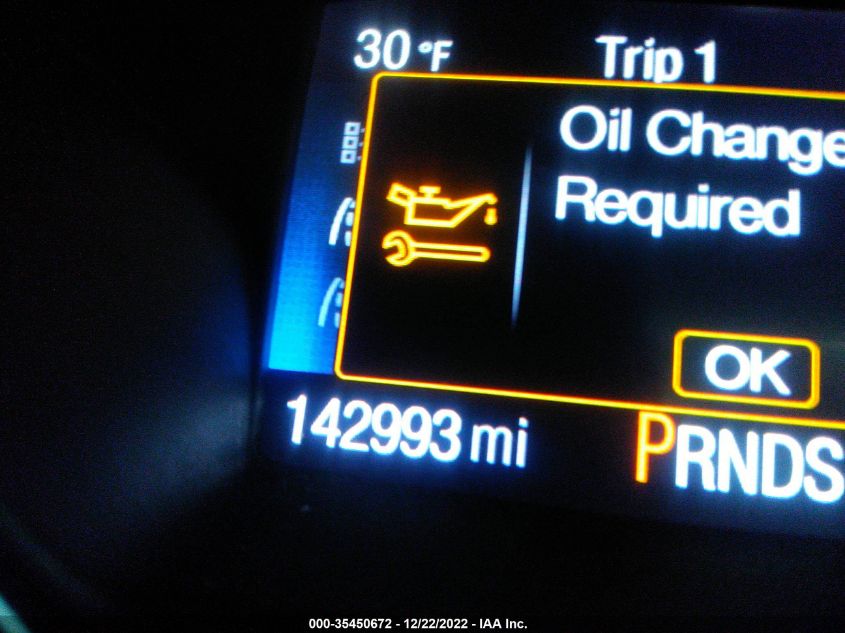 30 °F Trip 1
Oil Change
Required
OK
142993 mi PRNDS
000-35450672 - 12/22/2022 - IAA Inc.